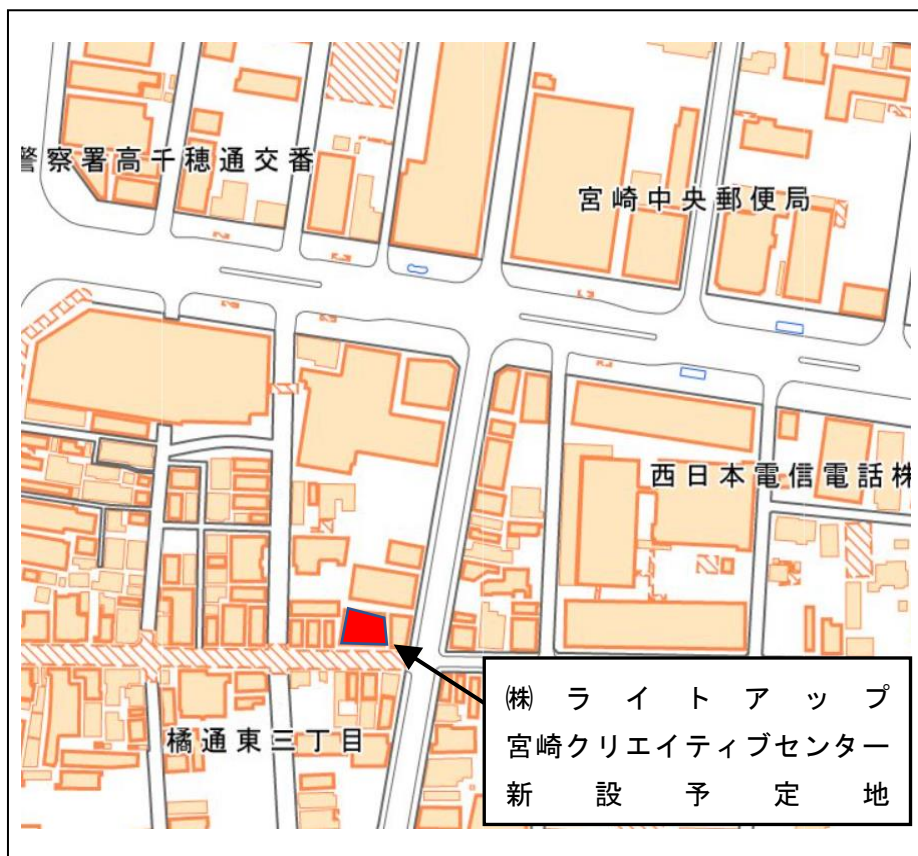 警察署高千穂通交番
宮崎中央郵便局
西日本電信電話株
橘通東三丁目
㈱ライトアップ
宮崎クリエイティブセンター
新設予定地